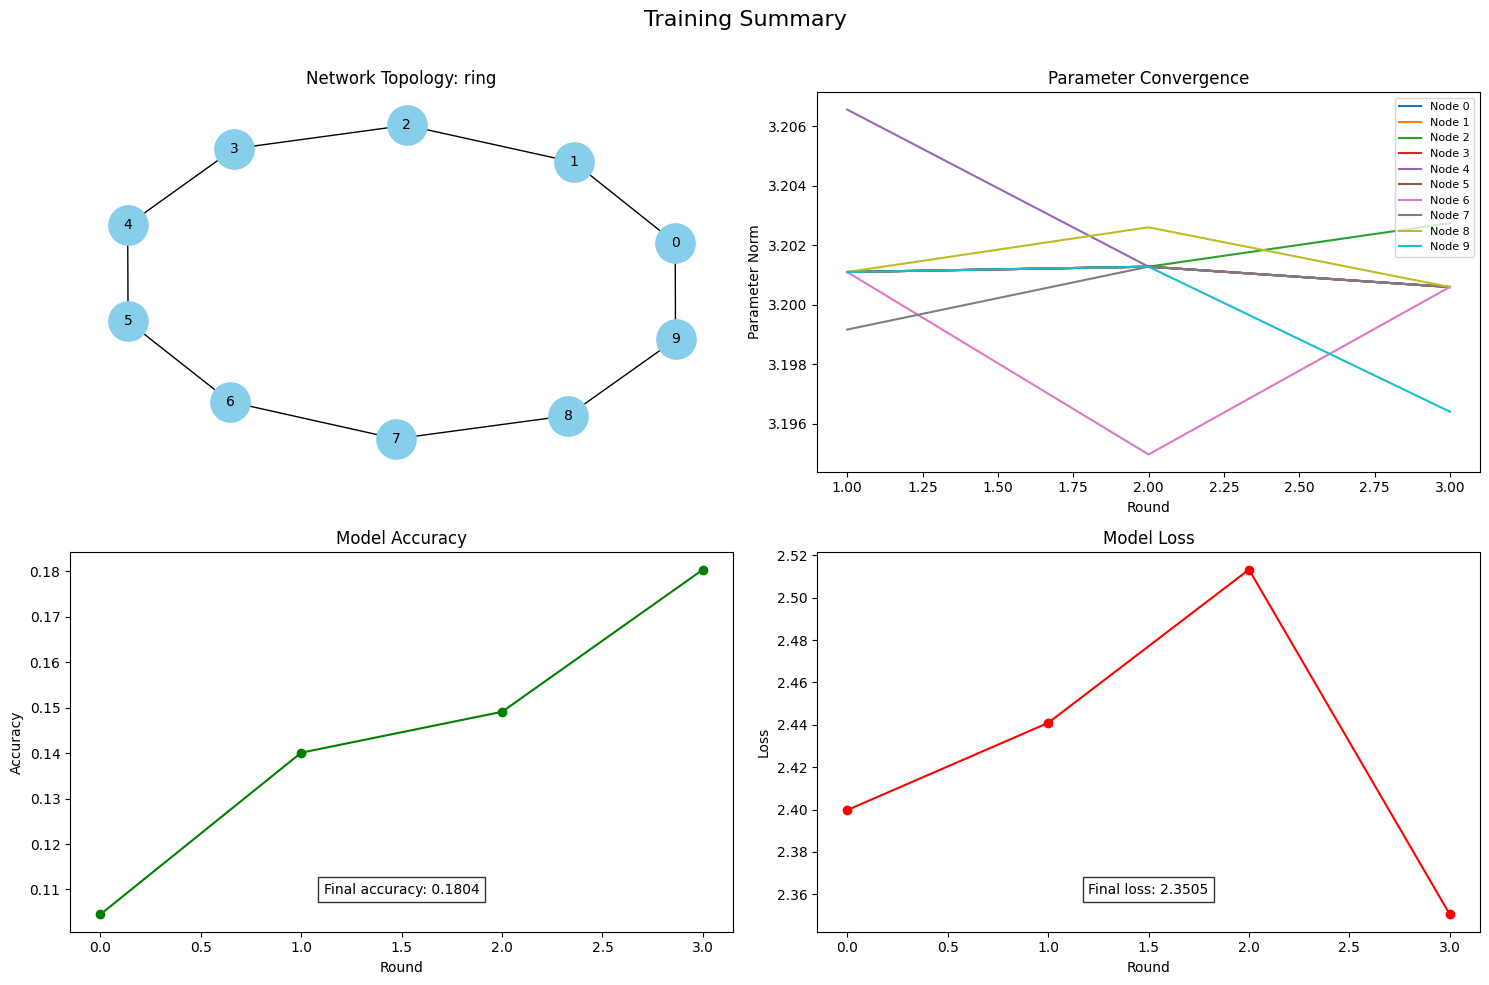 Training Summary
Network Topology: ring
2
3
1
4
0
5
9
6
8
7
Parameter Convergence
3.206
3.204
3.202
3.200
3.198
3.196
Parameter Norm
Node 0
Node 1
Node 2
Node 3
Node 4
Node 5
Node 6
Node 7
Node 8
Node 9
1.00 1.25 1.50 1.75 2.00 2.25 2.50 2.75 3.00
Round
Model Accuracy
0.18
0.17
0.16
0.15
0.14
0.13
0.12
0.11
Accuracy
Final accuracy: 0.1804
0.0 0.5 1.0 1.5 2.0 2.5 3.0
Round
Model Loss
2.52
2.50
2.48
2.46
2.44
2.42
2.40
2.38
2.36
Loss
Final loss: 2.3505
0.0 0.5 1.0 1.5 2.0 2.5 3.0
Round